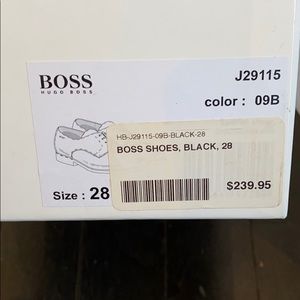 BOSS
HUGO BOSS
J29115
color : 09B
HB-J29115-09B-BLACK-28
BOSS SHOES, BLACK, 28
Size : 28
$239.95